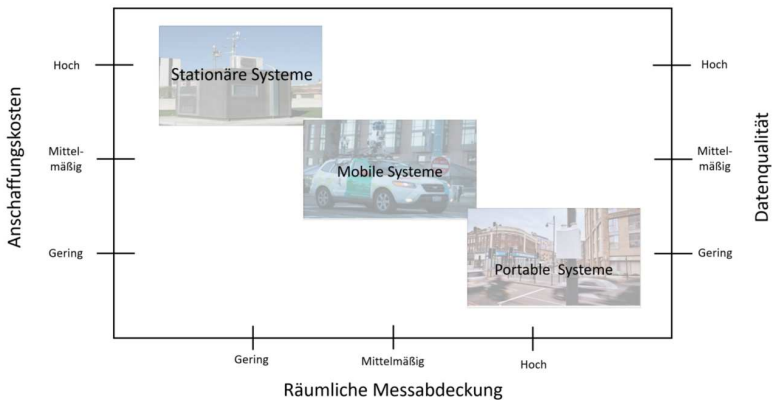 Anschaffungskosten
Hoch
Mittel-
mäßig
Gering
Stationäre Systeme
Mobile Systeme
Portable Systeme
Hoch
Mittel-
mäßig
Gering
Datenqualität
Gering
Mittelmäßig
Hoch
Räumliche Messabdeckung